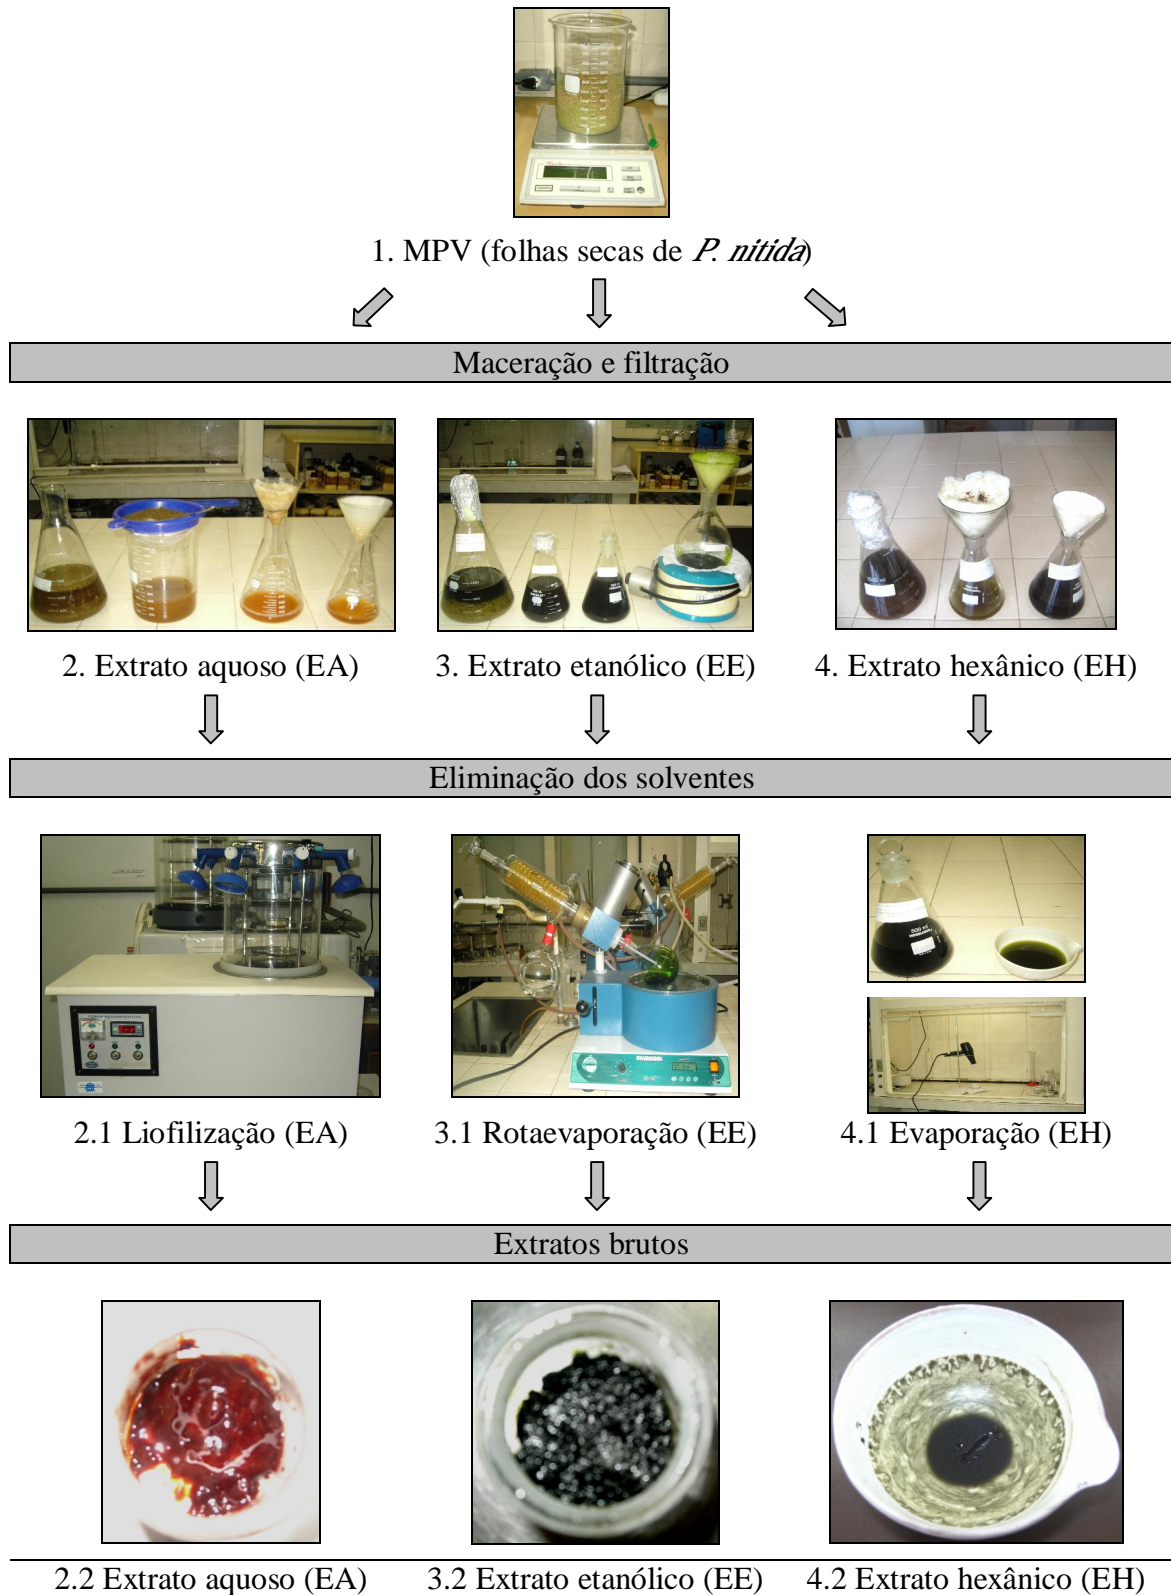 1. MPV (folhas secas de P. nitida)
Maceração e filtração
2. Extrato aquoso (EA)
3. Extrato etanólico (EE)
4. Extrato hexânico (EH)
Eliminação dos solventes
500 ml
2.1 Liofilização (EA)
3.1 Rotaevaporação (EE)
4.1 Evaporação (EH)
Extratos brutos
2.2 Extrato aquoso (EA)
3.2 Extrato etanólico (EE)
4.2 Extrato hexânico (EH)